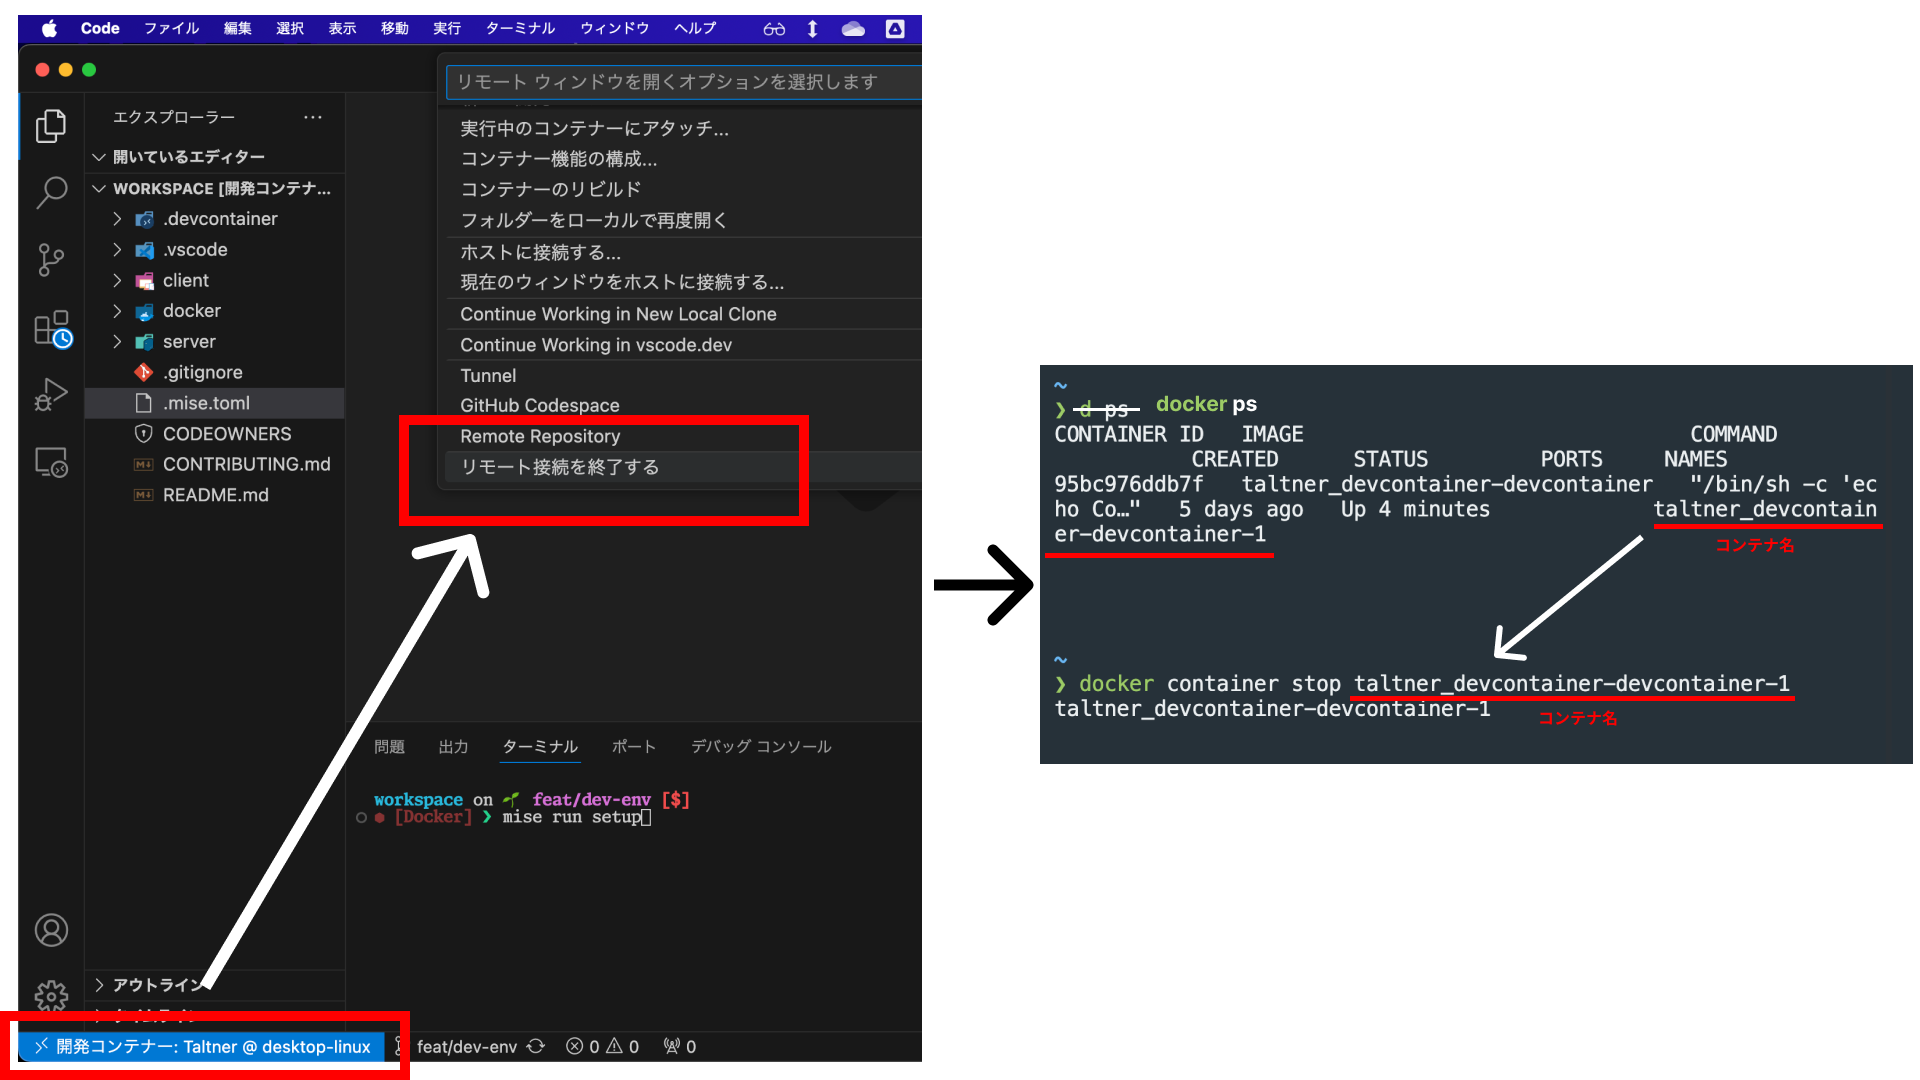 Code ファイル 編集 選択 表示 移動 実行 ターミナル ウィンドウ ヘルプ
リモート ウィンドウを開くオプションを選択します
実行中のコンテナーにアタッチ...
コンテナー機能の構成...
コンテナーのリビルド
フォルダーをローカルで再度開く
ホストに接続する...
現在のウィンドウをホストに接続する...
Continue Working in New Local Clone
Continue Working in vscode.dev
Tunnel
GitHub Codespace
Remote Repository
リモート接続を終了する
エクスプローラー ...
開いているエディター
WORKSPACE [開発コンテナ...
.devcontainer
.vscode
client
docker
server
.gitignore
.mise.toml
CODEOWNERS
CONTRIBUTING.md
README.md
アウトライン
問題 出力 ターミナル ポート デバッグ コンソール
workspace on feat/dev-env [$]
[Docker] ❯ mise run setup
開発コンテナー: Taltner @ desktop-linux feat/dev-env 0 0 0
~
❯ d ps docker ps
CONTAINER ID IMAGE COMMAND
CREATED STATUS PORTS NAMES
95bc976ddb7f taltner_devcontainer-devcontainer "/bin/sh -c 'ec
ho Co…" 5 days ago Up 4 minutes taltner_devcontain
er-devcontainer-1
コンテナ名
~
❯ docker container stop taltner_devcontainer-devcontainer-1
taltner_devcontainer-devcontainer-1
コンテナ名